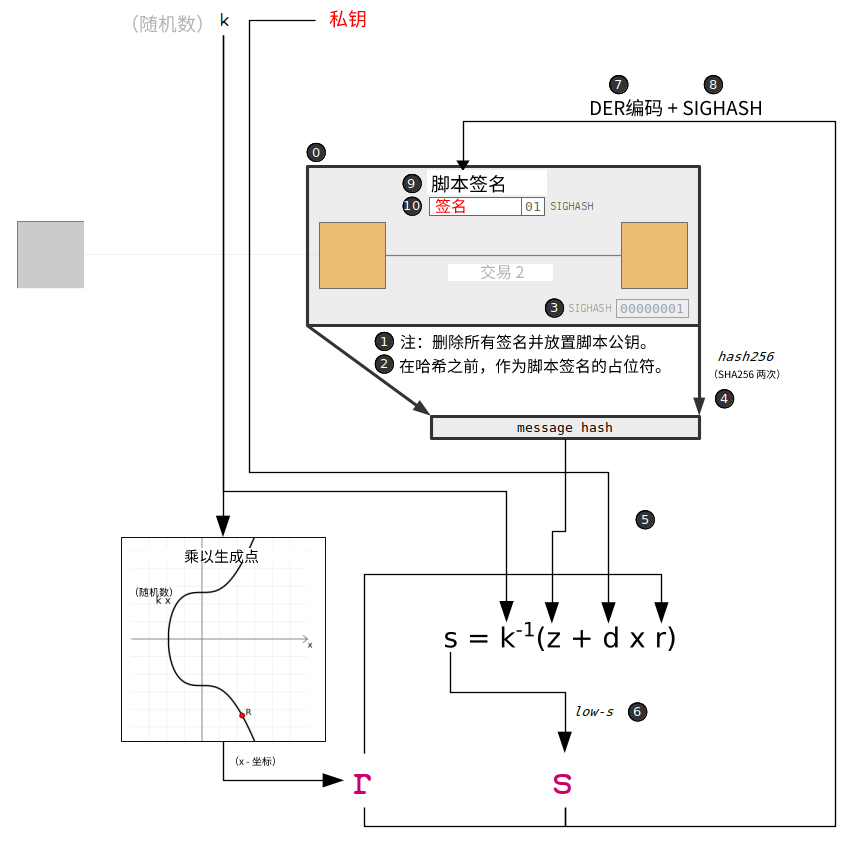 （随机数） k
私钥
7 8
DER编码 + SIGHASH
0
9 脚本签名
10 签名 01 SIGHASH
交易 2
3 SIGHASH 00000001
1 注：删除所有签名并放置脚本公钥。
2 在哈希之前，作为脚本签名的占位符。
hash256
（SHA256 两次）
4
message hash
5
乘以生成点
（随机数）
k x
x
R
s = k⁻¹(z + d x r)
low-s 6
（x - 坐标）
r s